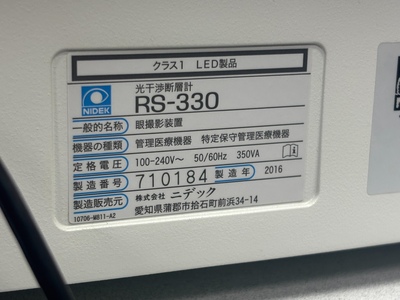 クラス1 LED製品
NIDEK
光干渉断層計
RS-330
一般的名称 眼撮影装置
機器の種類 管理医療機器 特定保守管理医療機器
定格電圧 100-240V〜 50/60Hz 350VA
製造番号 710184 製造年 2016
製造販売元 株式会社 ニデック
愛知県蒲郡市拾石町前浜34-14
10706-M811-A2